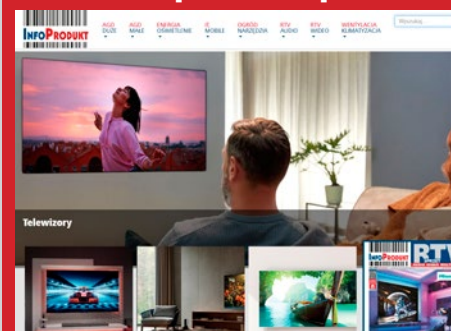 INFOPRODUKT
AGD DUŻE
AGD MAŁE
ENERGIA OŚWIETLENIE
IT MOBILE
OGRÓD NARZĘDZIA
RTV AUDIO
RTV WIDEO
WENTYLACJA KLIMATYZACJA
Wyszukaj...
Telewizory
INFOPRODUKT
RTV